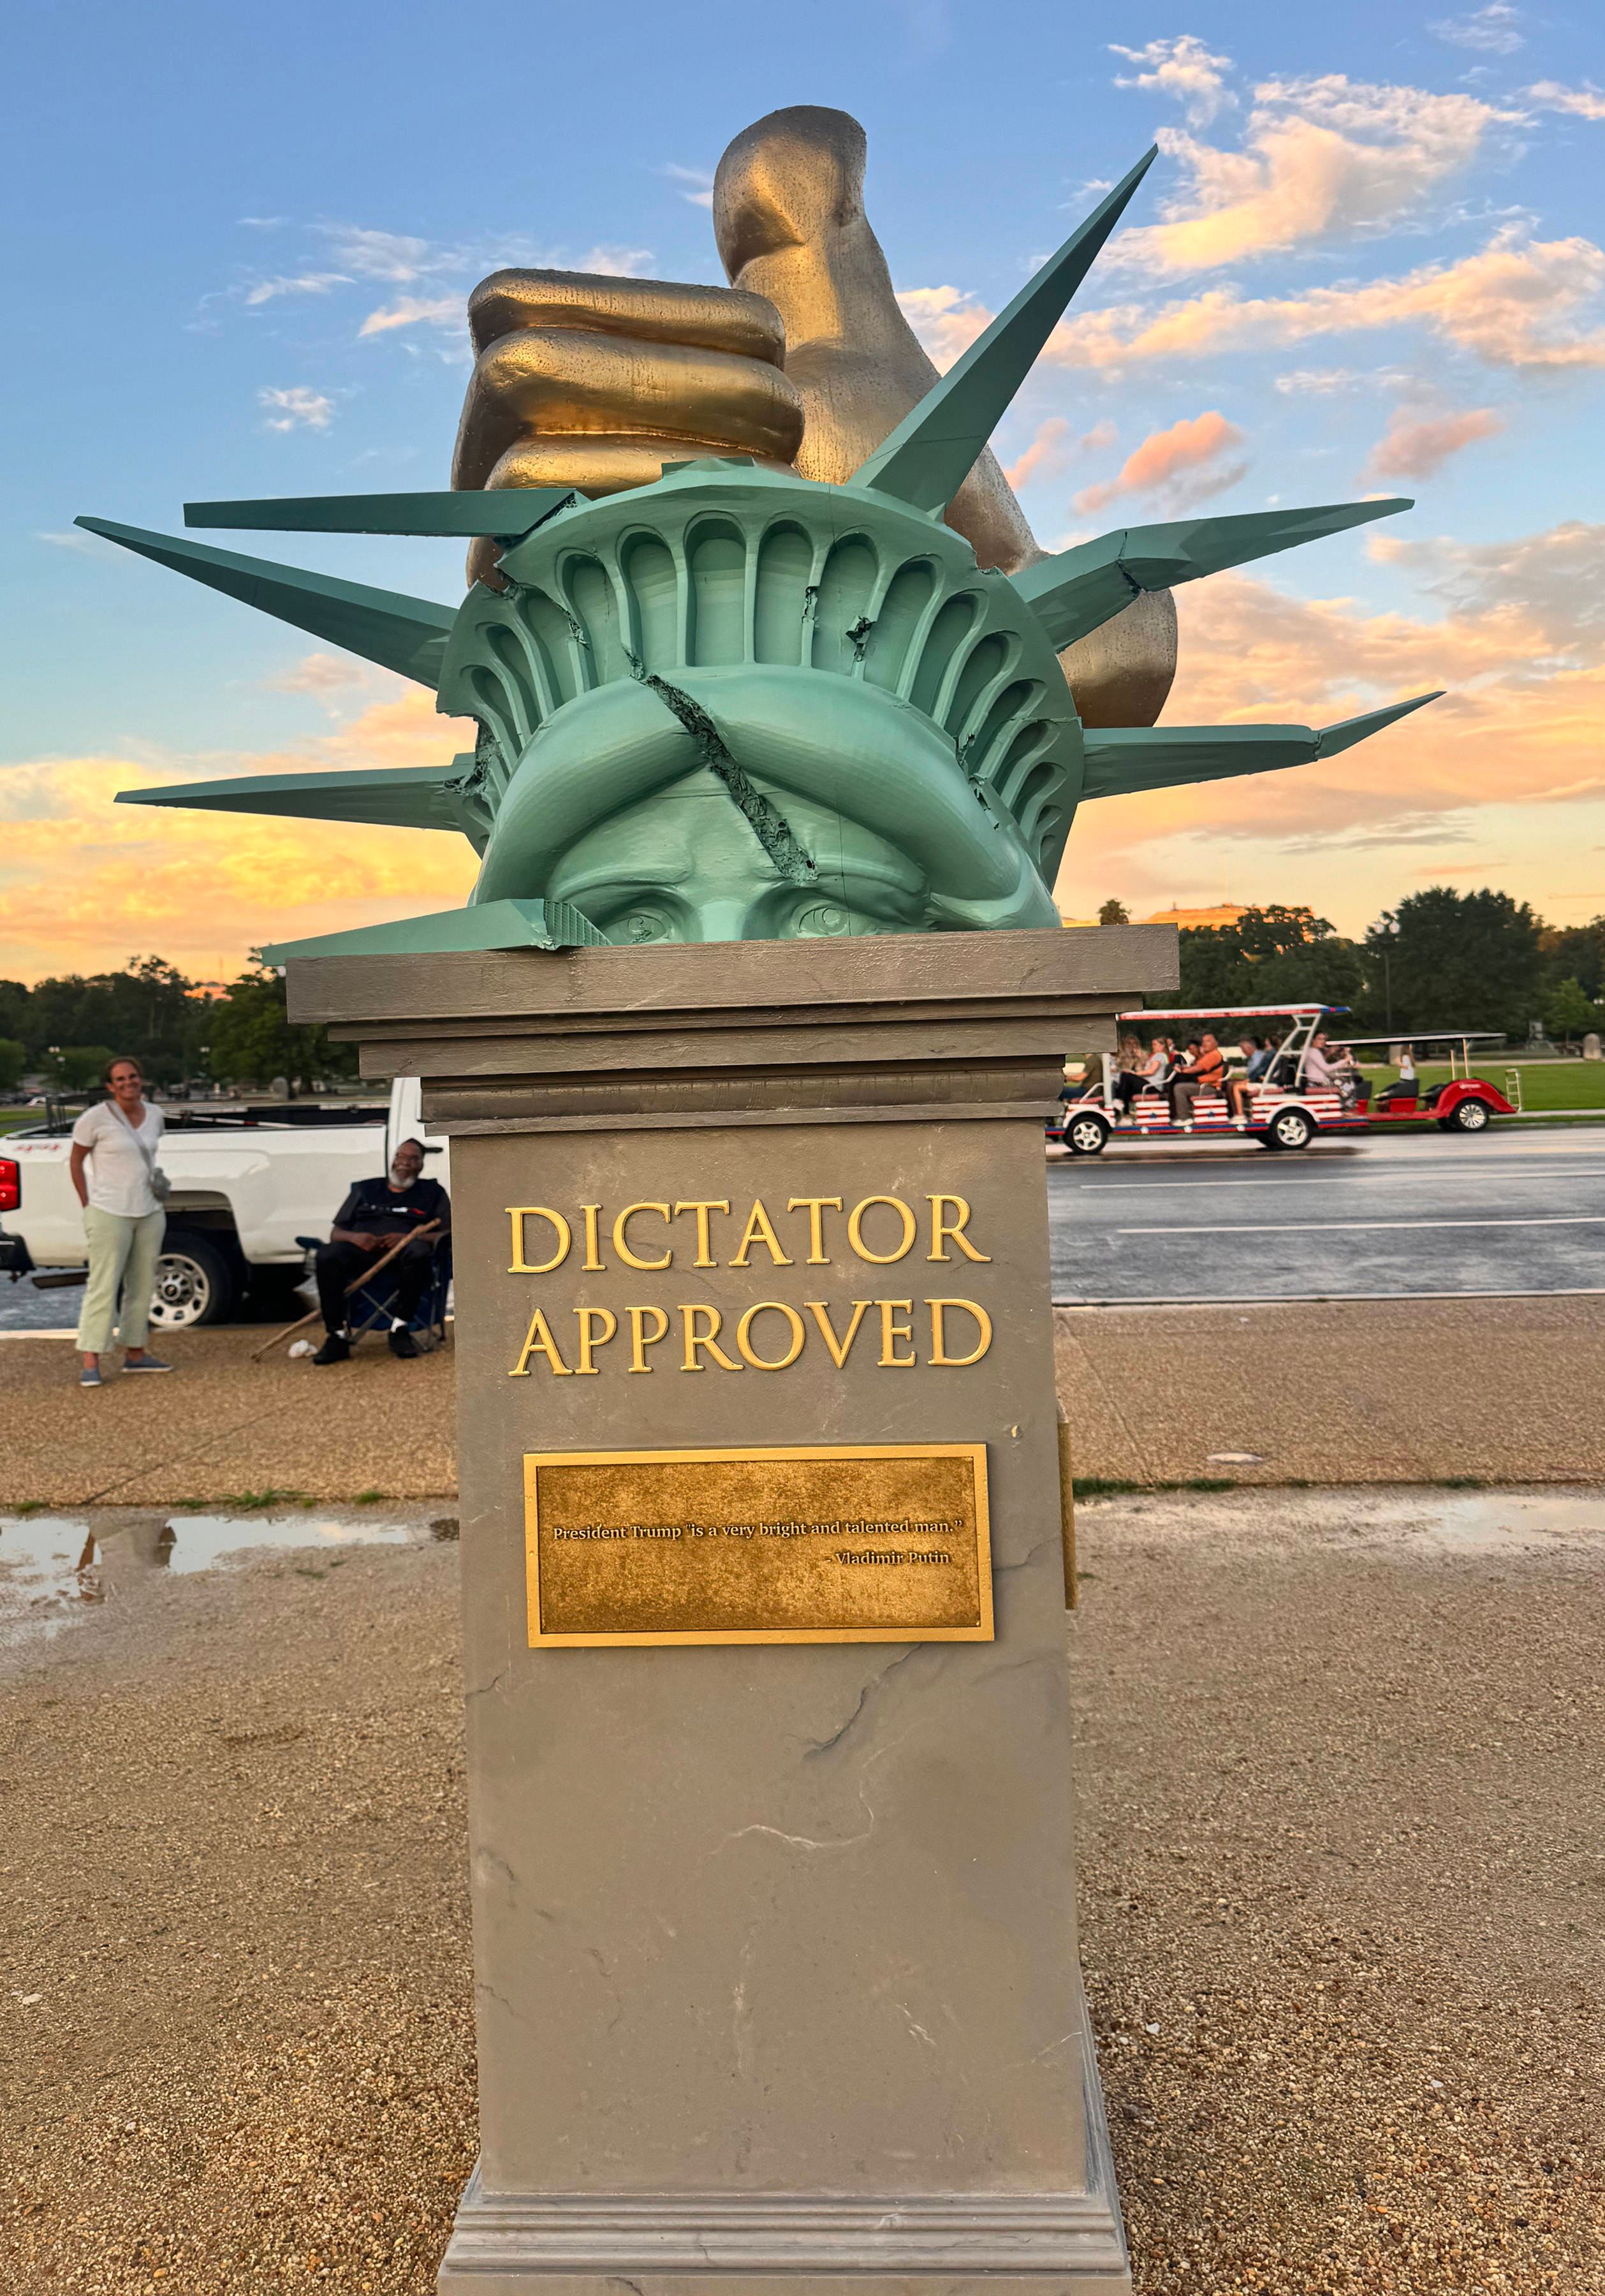 DICTATOR
APPROVED
President Trump "is a very bright and talented man."
- Vladimir Putin